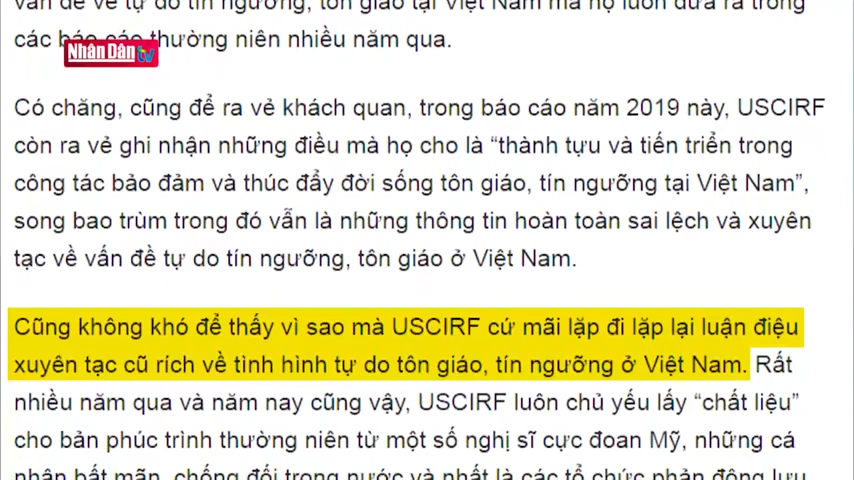 vấn đề về tự do tín ngưỡng, tôn giáo tại Việt Nam mà họ luôn đưa ra trong
các báo cáo thường niên nhiều năm qua.
Nhân Dân tv
Có chăng, cũng để ra vẻ khách quan, trong báo cáo năm 2019 này, USCIRF
còn ra vẻ ghi nhận những điều mà họ cho là “thành tựu và tiến triển trong
công tác bảo đảm và thúc đẩy đời sống tôn giáo, tín ngưỡng tại Việt Nam”,
song bao trùm trong đó vẫn là những thông tin hoàn toàn sai lệch và xuyên
tạc về vấn đề tự do tín ngưỡng, tôn giáo ở Việt Nam.
Cũng không khó để thấy vì sao mà USCIRF cứ mãi lặp đi lặp lại luận điệu
xuyên tạc cũ rích về tình hình tự do tôn giáo, tín ngưỡng ở Việt Nam. Rất
nhiều năm qua và năm nay cũng vậy, USCIRF luôn chủ yếu lấy “chất liệu”
cho bản phúc trình thường niên từ một số nghị sĩ cực đoan Mỹ, những cá
nhân bất mãn, chống đối trong nước và nhất là các tổ chức phản động lưu